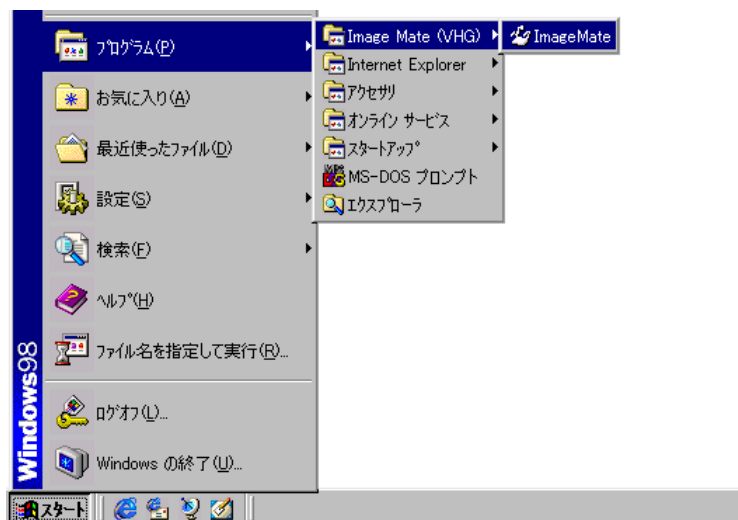 プログラム(P)
お気に入り(A)
最近使ったファイル(D)
設定(S)
検索(F)
ヘルプ(H)
ファイル名を指定して実行(R)...
ログオフ(L)...
Windows の終了(U)...
Windows98
スタート
Image Mate (VHG)
Internet Explorer
アクセサリ
オンライン サービス
スタートアップ
MS-DOS プロンプト
エクスプローラ
ImageMate